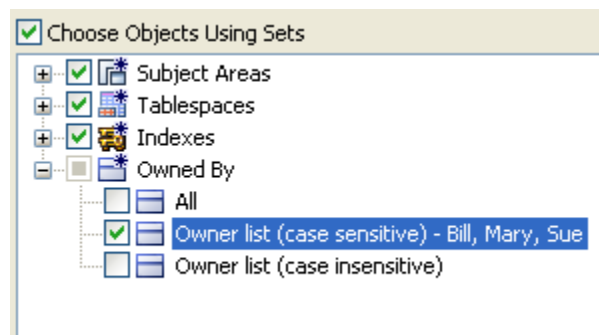 Choose Objects Using Sets
Subject Areas
Tablespaces
Indexes
Owned By
All
Owner list (case sensitive) - Bill, Mary, Sue
Owner list (case insensitive)